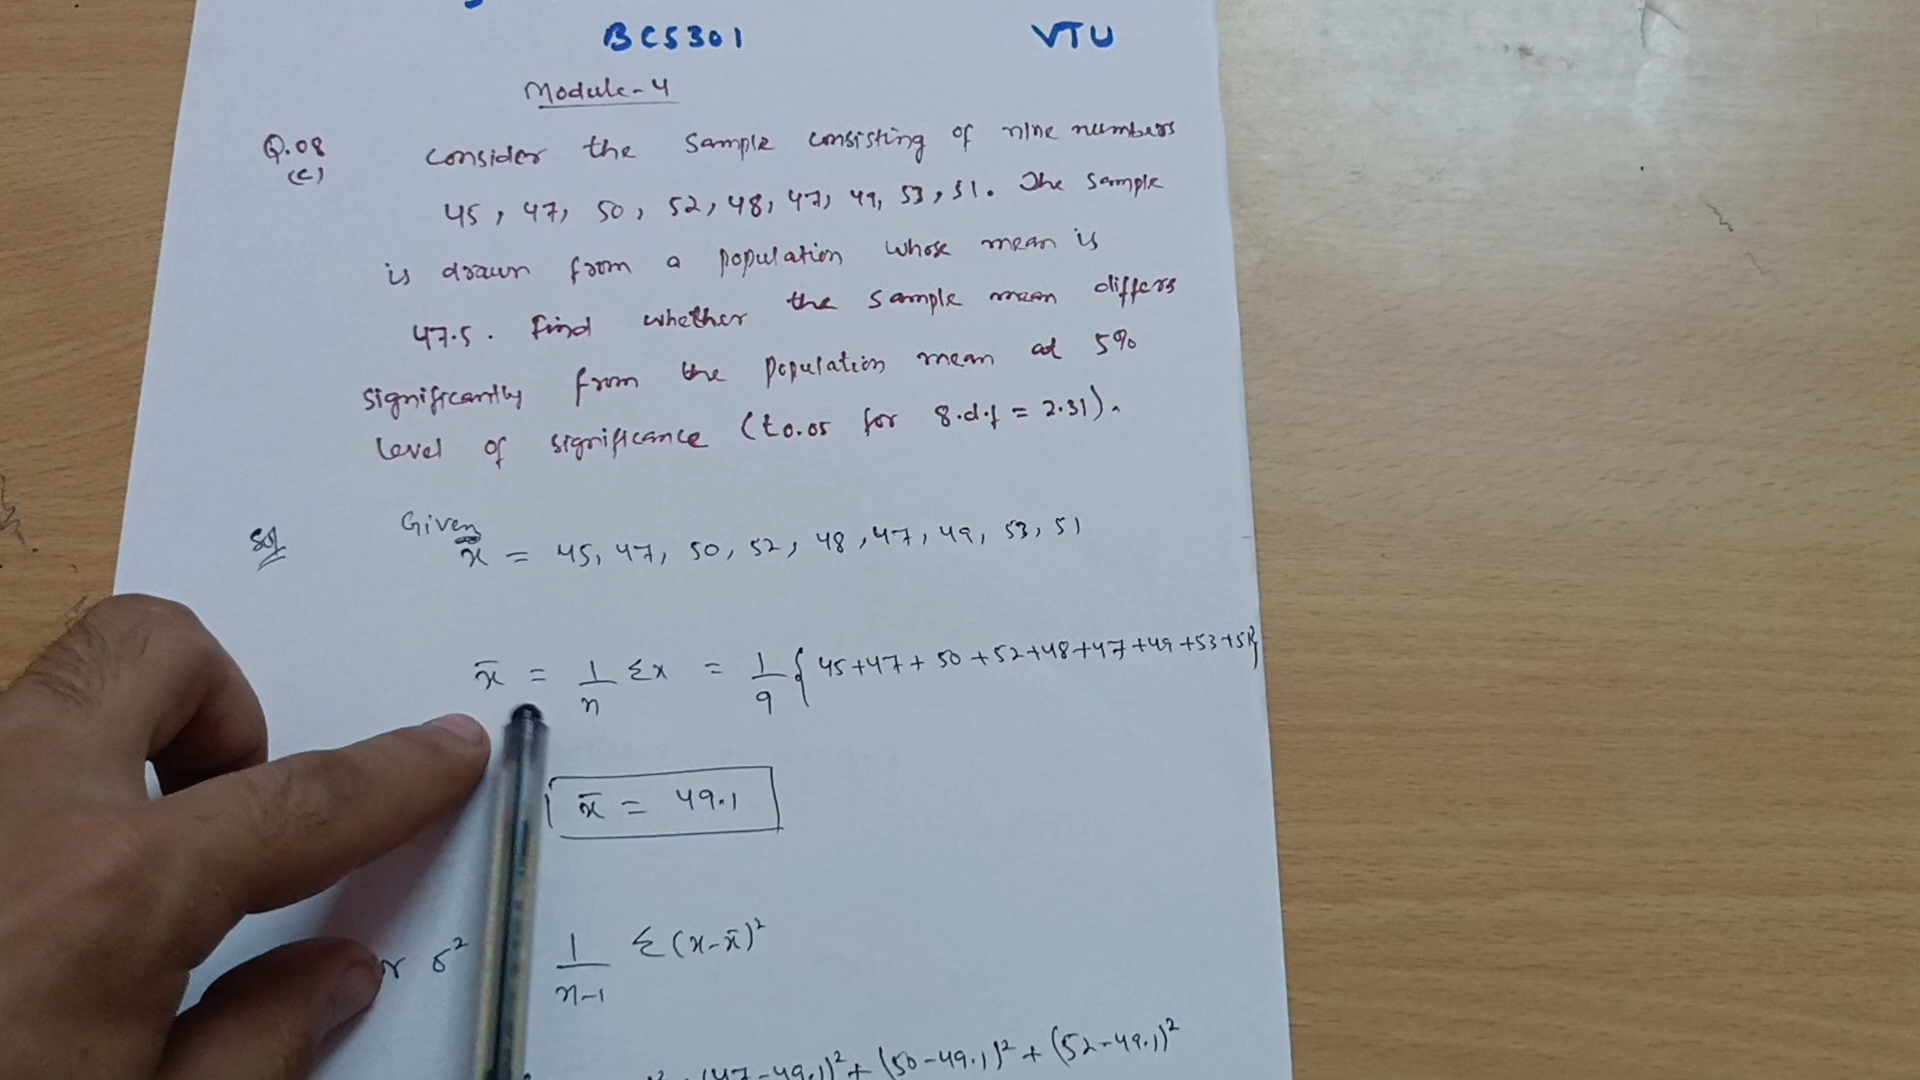 BCS301 VTU
Module-4
Q.08 Consider the sample consisting of nine numbers
(c)
45, 47, 50, 52, 48, 47, 49, 53, 51. The sample
is drawn from a population whose mean is
47.5. Find whether the sample mean differs
significantly from the population mean at 5%
level of significance (t0.05 for 8.d.f = 2.31).
Sol Given
x = 45, 47, 50, 52, 48, 47, 49, 53, 51
x̄ = 1/n Σx = 1/9 {45+47+50+52+48+47+49+53+51}
x̄ = 49.1
σ² 1/n-1 Σ(x-x̄)²
(47-49.1)² + (50-49.1)² + (52-49.1)²